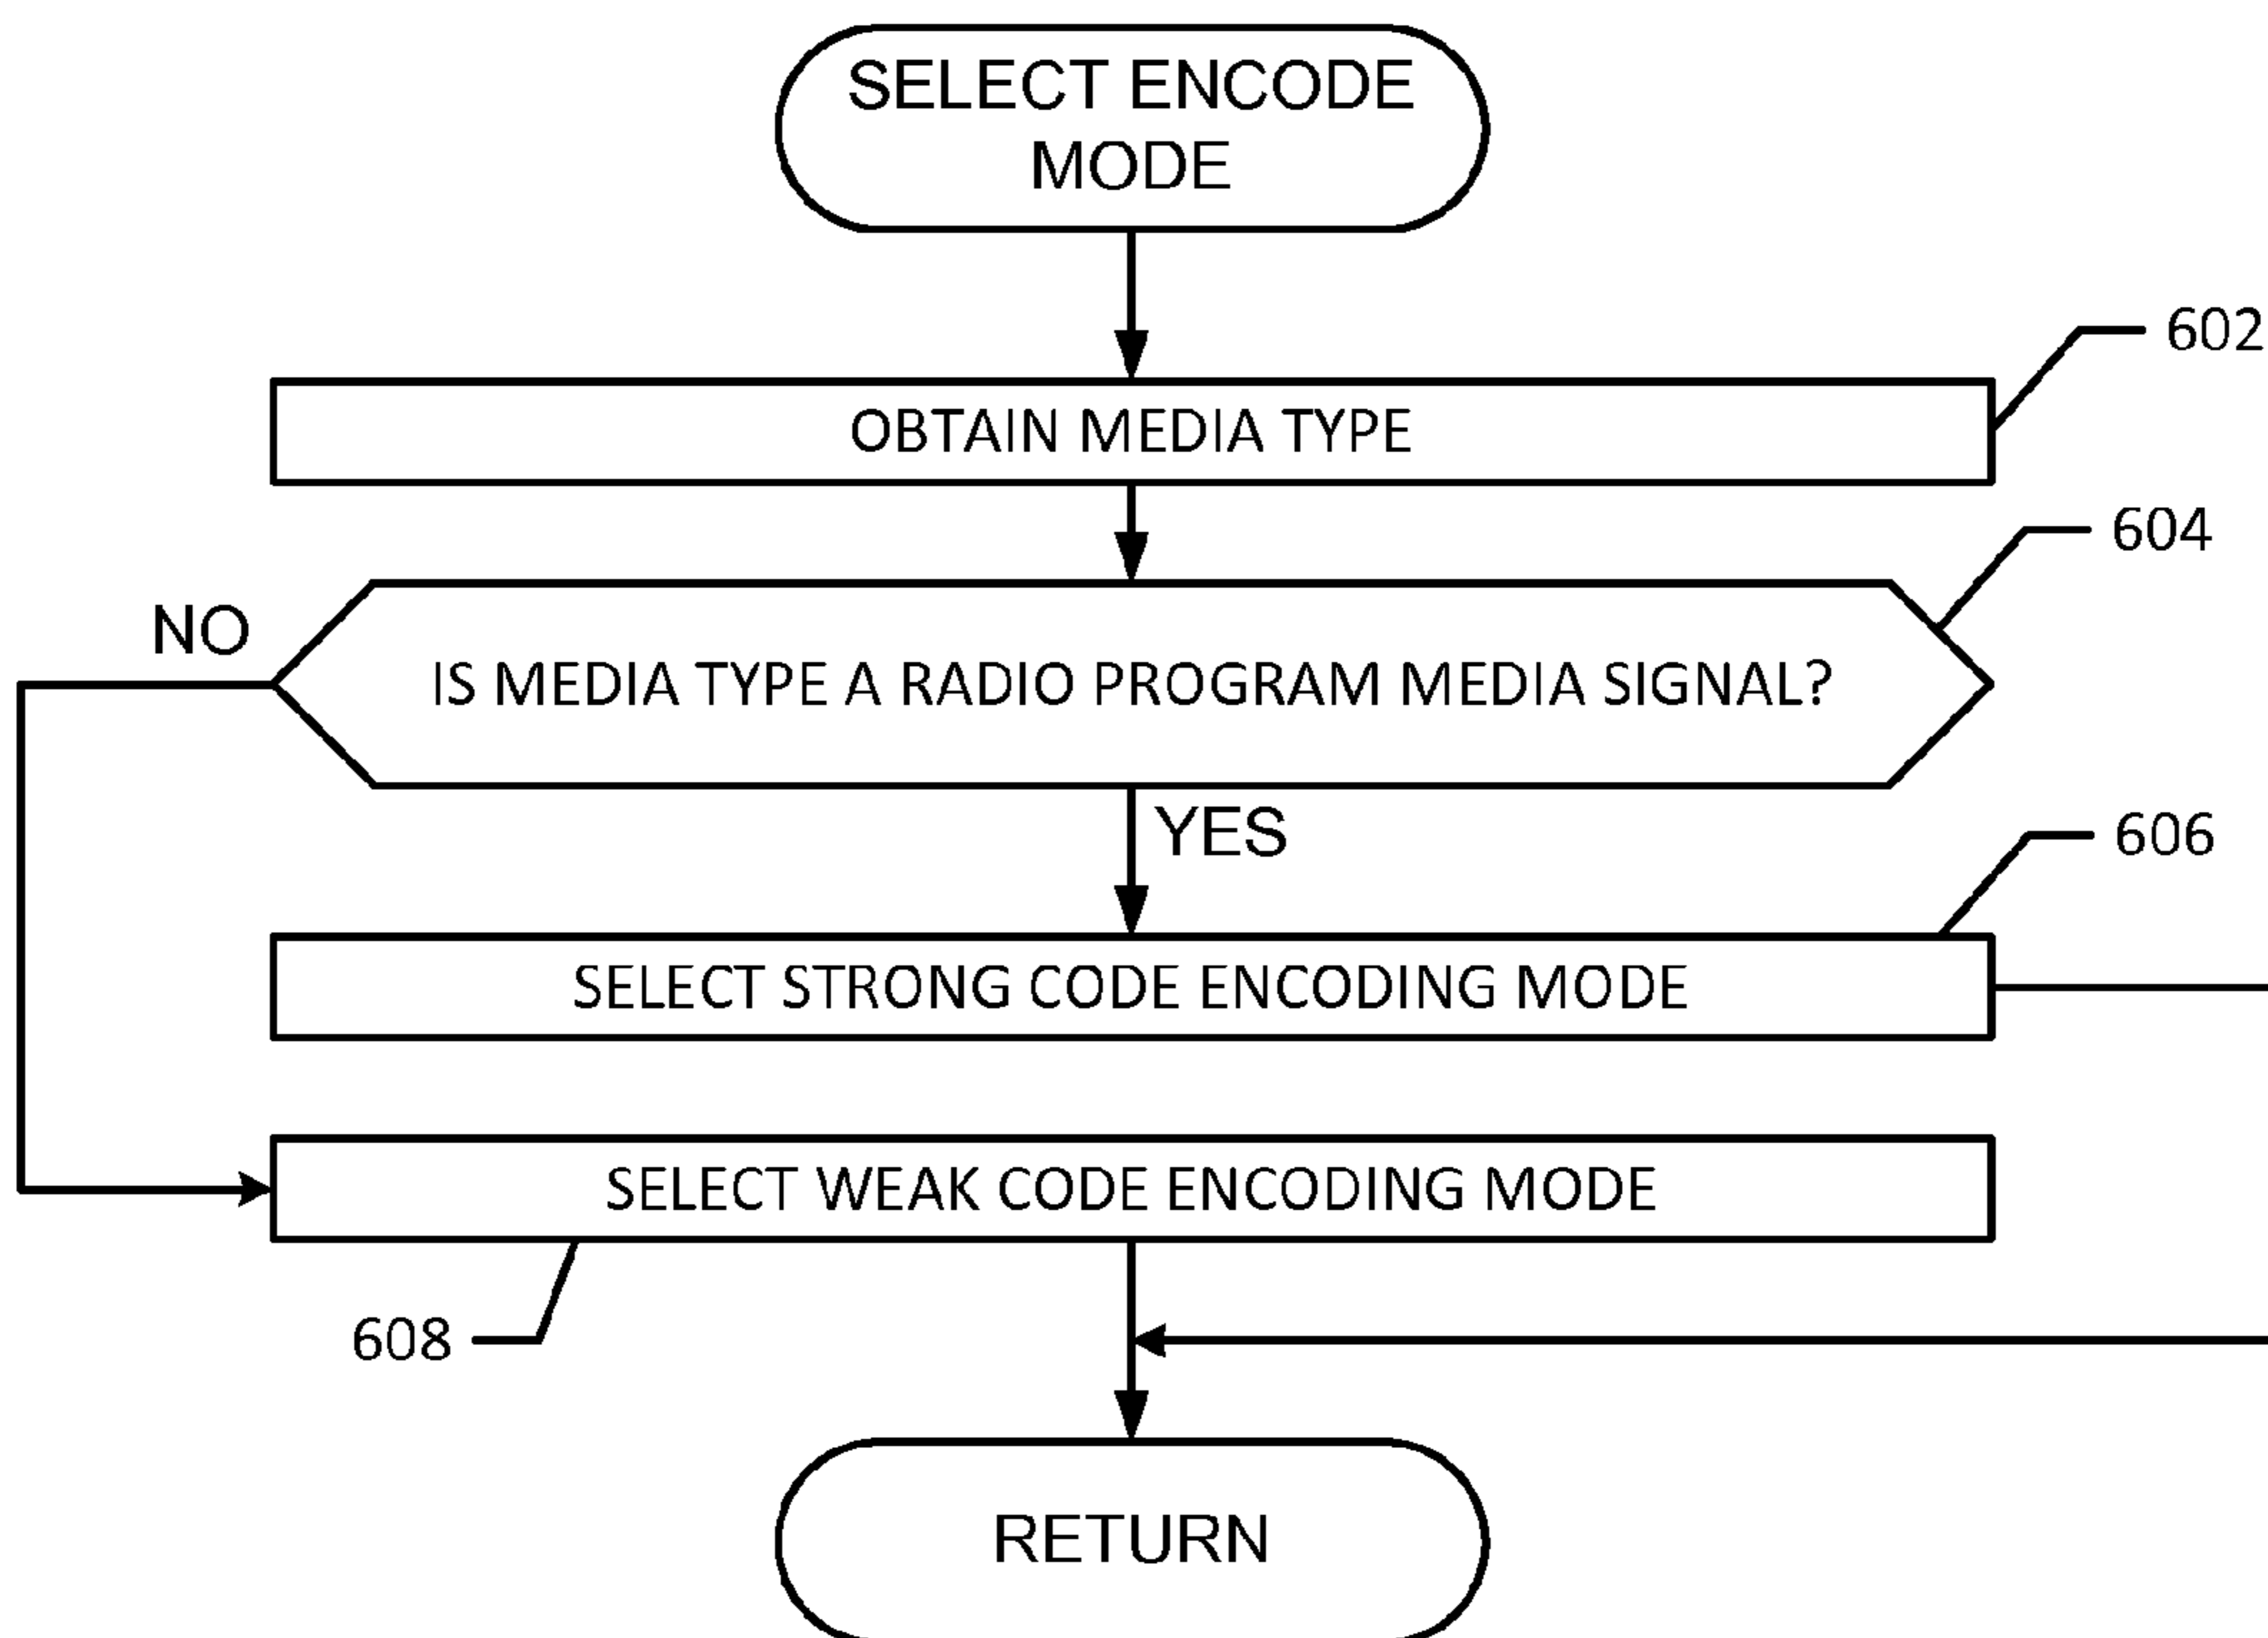 SELECT ENCODE
MODE
602
OBTAIN MEDIA TYPE
604
NO
IS MEDIA TYPE A RADIO PROGRAM MEDIA SIGNAL?
YES
606
SELECT STRONG CODE ENCODING MODE
SELECT WEAK CODE ENCODING MODE
608
RETURN